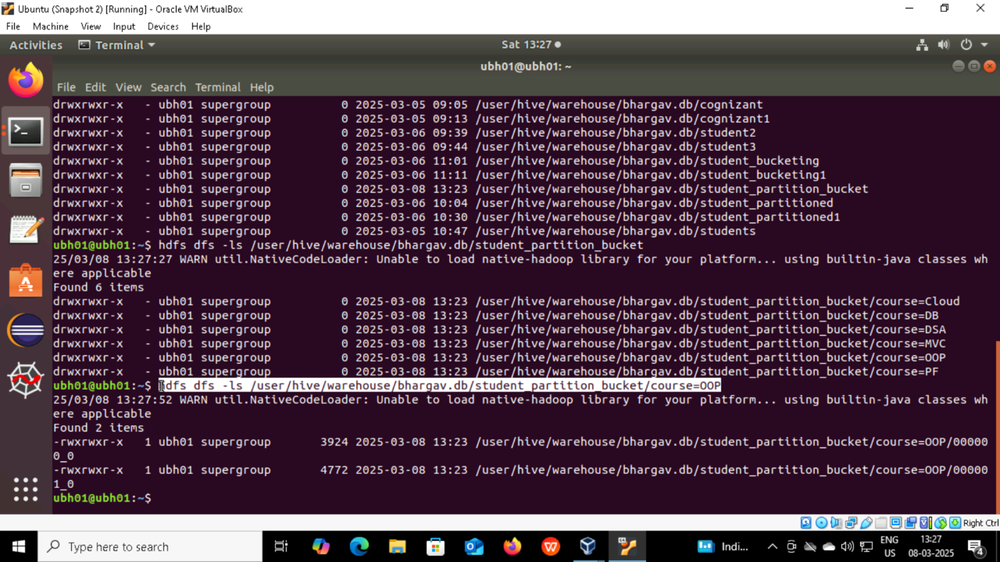 Ubuntu (Snapshot 2) [Running] - Oracle VM VirtualBox
File Machine View Input Devices Help
Activities Terminal Sat 13:27
ubh01@ubh01: ~
File Edit View Search Terminal Help
drwxrwxr-x - ubh01 supergroup 0 2025-03-05 09:05 /user/hive/warehouse/bhargav.db/cognizant
drwxrwxr-x - ubh01 supergroup 0 2025-03-05 09:13 /user/hive/warehouse/bhargav.db/cognizant1
drwxrwxr-x - ubh01 supergroup 0 2025-03-06 09:39 /user/hive/warehouse/bhargav.db/student2
drwxrwxr-x - ubh01 supergroup 0 2025-03-06 09:44 /user/hive/warehouse/bhargav.db/student3
drwxrwxr-x - ubh01 supergroup 0 2025-03-06 11:01 /user/hive/warehouse/bhargav.db/student_bucketing
drwxrwxr-x - ubh01 supergroup 0 2025-03-06 11:11 /user/hive/warehouse/bhargav.db/student_bucketing1
drwxrwxr-x - ubh01 supergroup 0 2025-03-08 13:23 /user/hive/warehouse/bhargav.db/student_partition_bucket
drwxrwxr-x - ubh01 supergroup 0 2025-03-06 10:04 /user/hive/warehouse/bhargav.db/student_partitioned
drwxrwxr-x - ubh01 supergroup 0 2025-03-06 10:30 /user/hive/warehouse/bhargav.db/student_partitioned1
drwxrwxr-x - ubh01 supergroup 0 2025-03-05 10:47 /user/hive/warehouse/bhargav.db/students
ubh01@ubh01:~$ hdfs dfs -ls /user/hive/warehouse/bhargav.db/student_partition_bucket
25/03/08 13:27:27 WARN util.NativeCodeLoader: Unable to load native-hadoop library for your platform... using builtin-java classes wh
ere applicable
Found 6 items
drwxrwxr-x - ubh01 supergroup 0 2025-03-08 13:23 /user/hive/warehouse/bhargav.db/student_partition_bucket/course=Cloud
drwxrwxr-x - ubh01 supergroup 0 2025-03-08 13:23 /user/hive/warehouse/bhargav.db/student_partition_bucket/course=DB
drwxrwxr-x - ubh01 supergroup 0 2025-03-08 13:23 /user/hive/warehouse/bhargav.db/student_partition_bucket/course=DSA
drwxrwxr-x - ubh01 supergroup 0 2025-03-08 13:23 /user/hive/warehouse/bhargav.db/student_partition_bucket/course=MVC
drwxrwxr-x - ubh01 supergroup 0 2025-03-08 13:23 /user/hive/warehouse/bhargav.db/student_partition_bucket/course=OOP
drwxrwxr-x - ubh01 supergroup 0 2025-03-08 13:23 /user/hive/warehouse/bhargav.db/student_partition_bucket/course=PF
ubh01@ubh01:~$ hdfs dfs -ls /user/hive/warehouse/bhargav.db/student_partition_bucket/course=OOP
25/03/08 13:27:52 WARN util.NativeCodeLoader: Unable to load native-hadoop library for your platform... using builtin-java classes wh
ere applicable
Found 2 items
-rwxrwxr-x 1 ubh01 supergroup 3924 2025-03-08 13:23 /user/hive/warehouse/bhargav.db/student_partition_bucket/course=OOP/00000
0_0
-rwxrwxr-x 1 ubh01 supergroup 4772 2025-03-08 13:23 /user/hive/warehouse/bhargav.db/student_partition_bucket/course=OOP/00000
1_0
ubh01@ubh01:~$
Right Ctrl
Type here to search Indi... ENG 13:27
US 08-03-2025 4